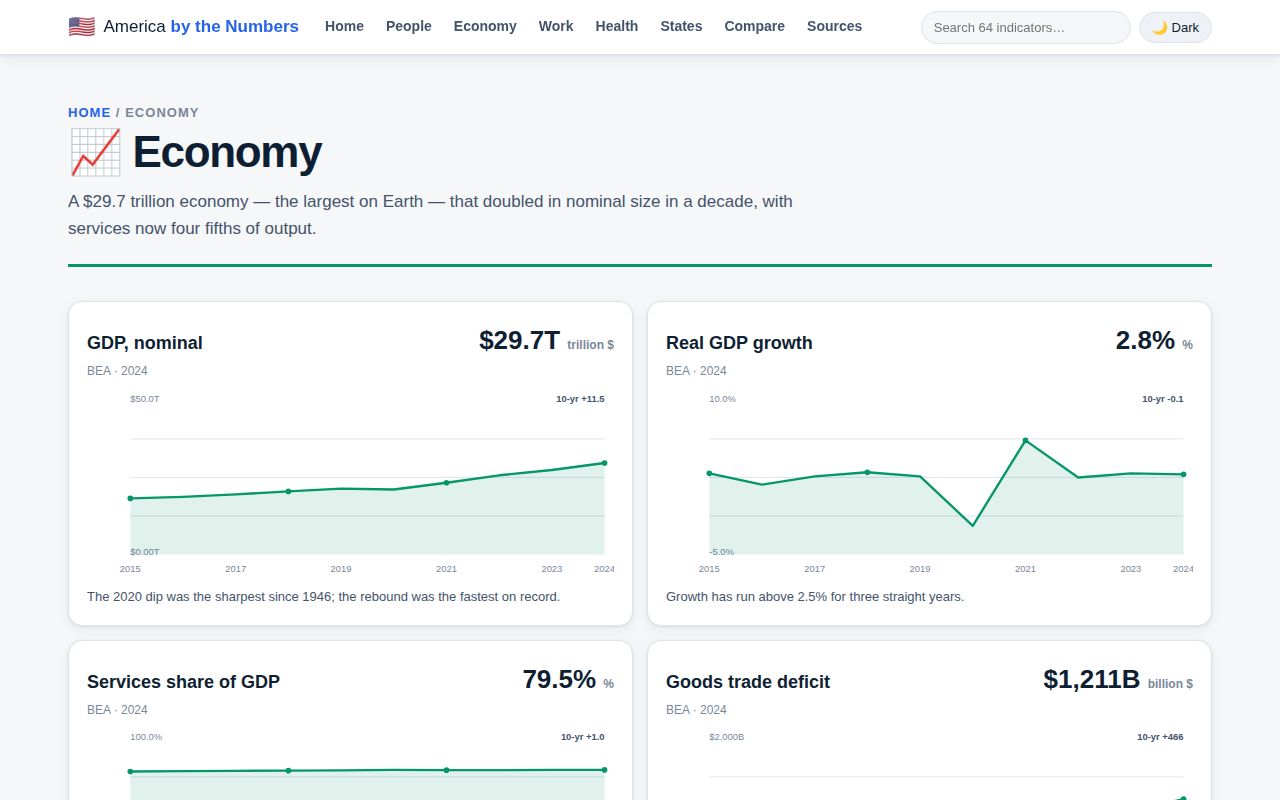 America by the Numbers
Home People Economy Work Health States Compare Sources
Search 64 indicators…
Dark
HOME / ECONOMY
Economy
A $29.7 trillion economy — the largest on Earth — that doubled in nominal size in a decade, with
services now four fifths of output.
GDP, nominal
$29.7T trillion $
BEA · 2024
$50.0T
10-yr +11.5
$0.00T
2015 2017 2019 2021 2023 2024
The 2020 dip was the sharpest since 1946; the rebound was the fastest on record.
Real GDP growth
2.8% %
BEA · 2024
10.0%
10-yr -0.1
-5.0%
2015 2017 2019 2021 2023 2024
Growth has run above 2.5% for three straight years.
Services share of GDP
79.5% %
BEA · 2024
100.0%
10-yr +1.0
Goods trade deficit
$1,211B billion $
BEA · 2024
$2,000B
10-yr +466